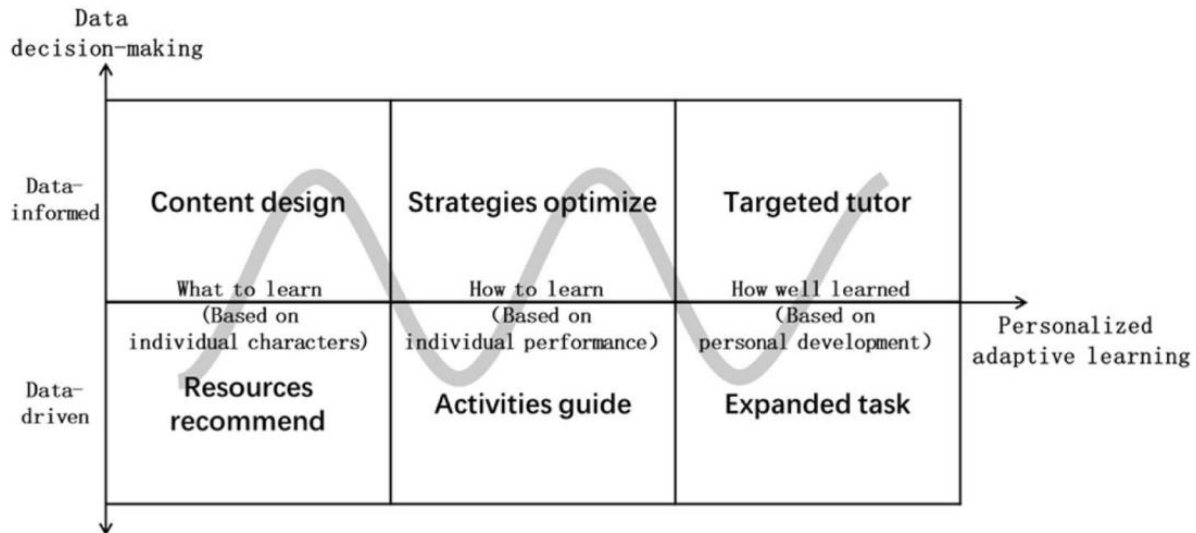 Data
decision-making
Data-
informed
Content design
Strategies optimize
Targeted tutor
What to learn
(Based on
individual characters)
How to learn
(Based on
individual performance)
How well learned
(Based on
personal development)
Personalized
adaptive learning
Data-
driven
Resources
recommend
Activities guide
Expanded task